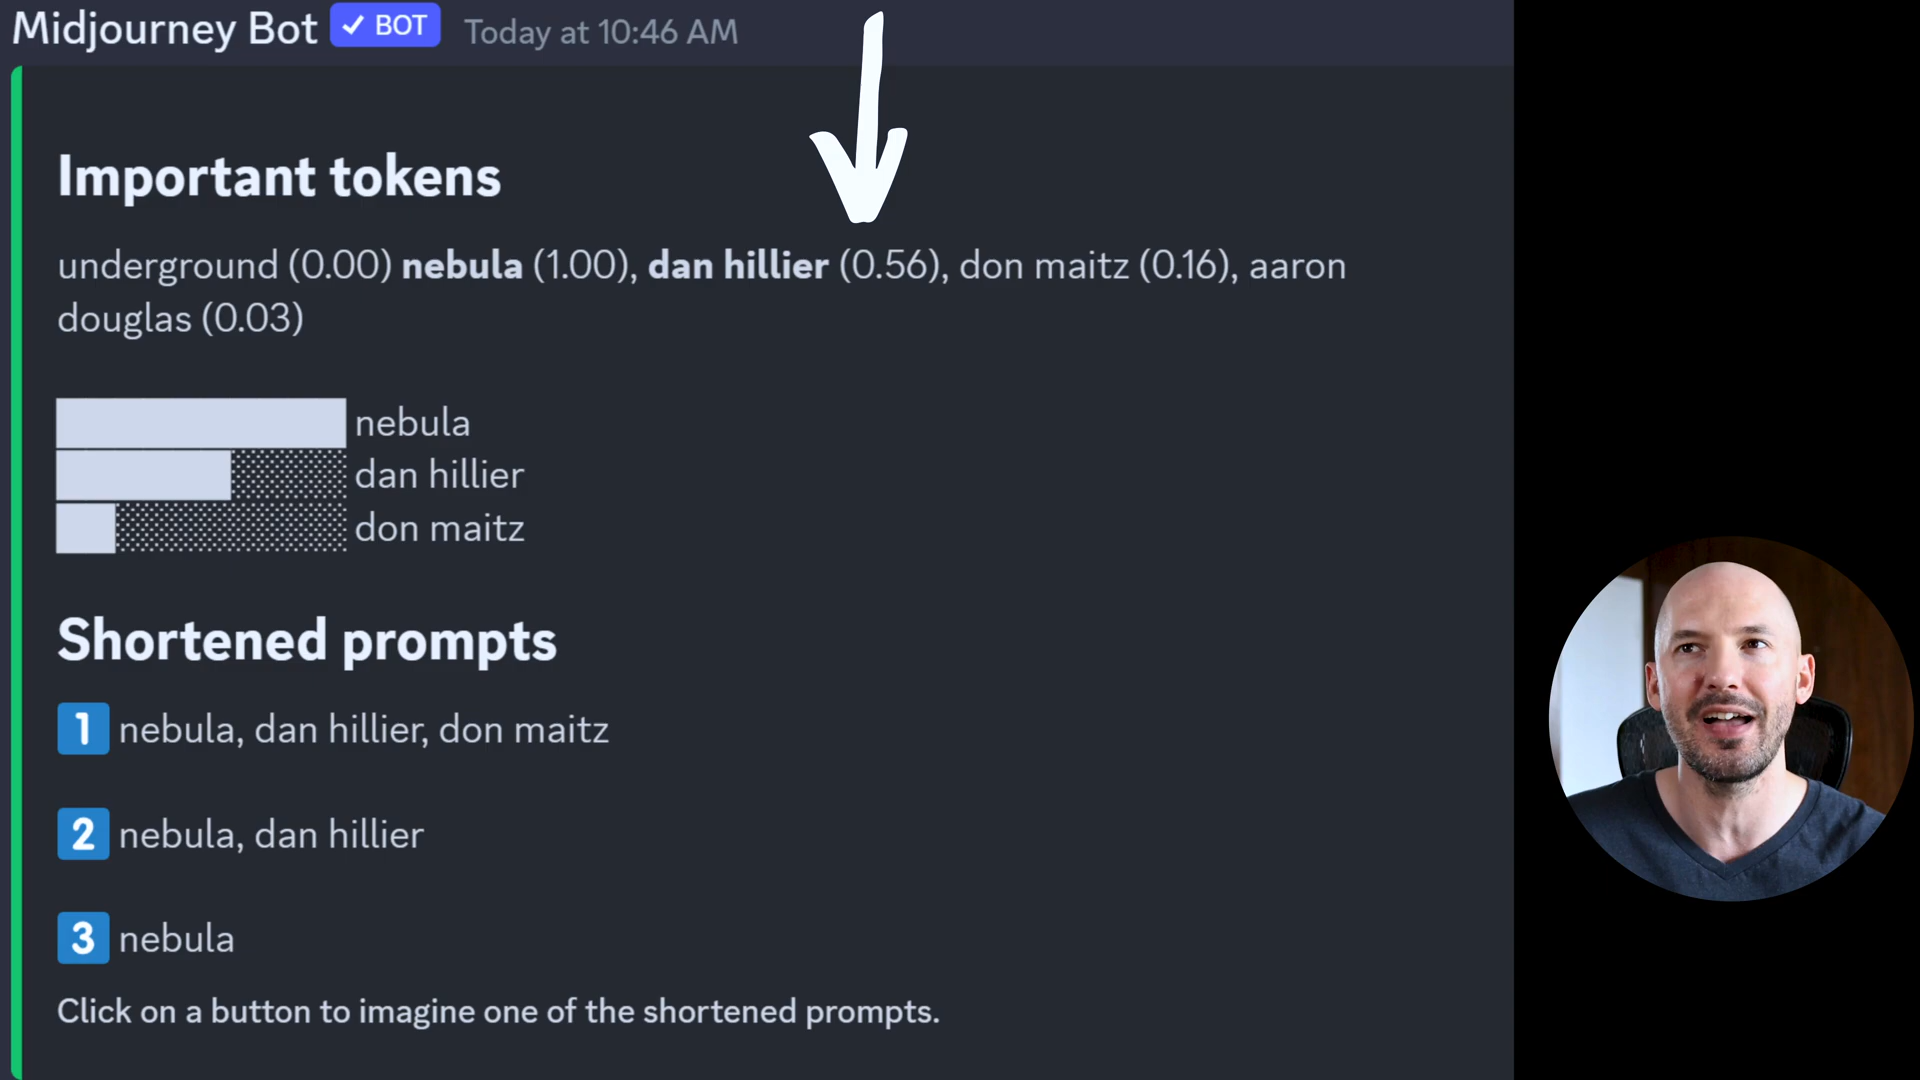 Midjourney Bot ✓ BOT Today at 10:46 AM
Important tokens
underground (0.00) nebula (1.00), dan hillier (0.56), don maitz (0.16), aaron
douglas (0.03)
nebula
dan hillier
don maitz
Shortened prompts
1 nebula, dan hillier, don maitz
2 nebula, dan hillier
3 nebula
Click on a button to imagine one of the shortened prompts.